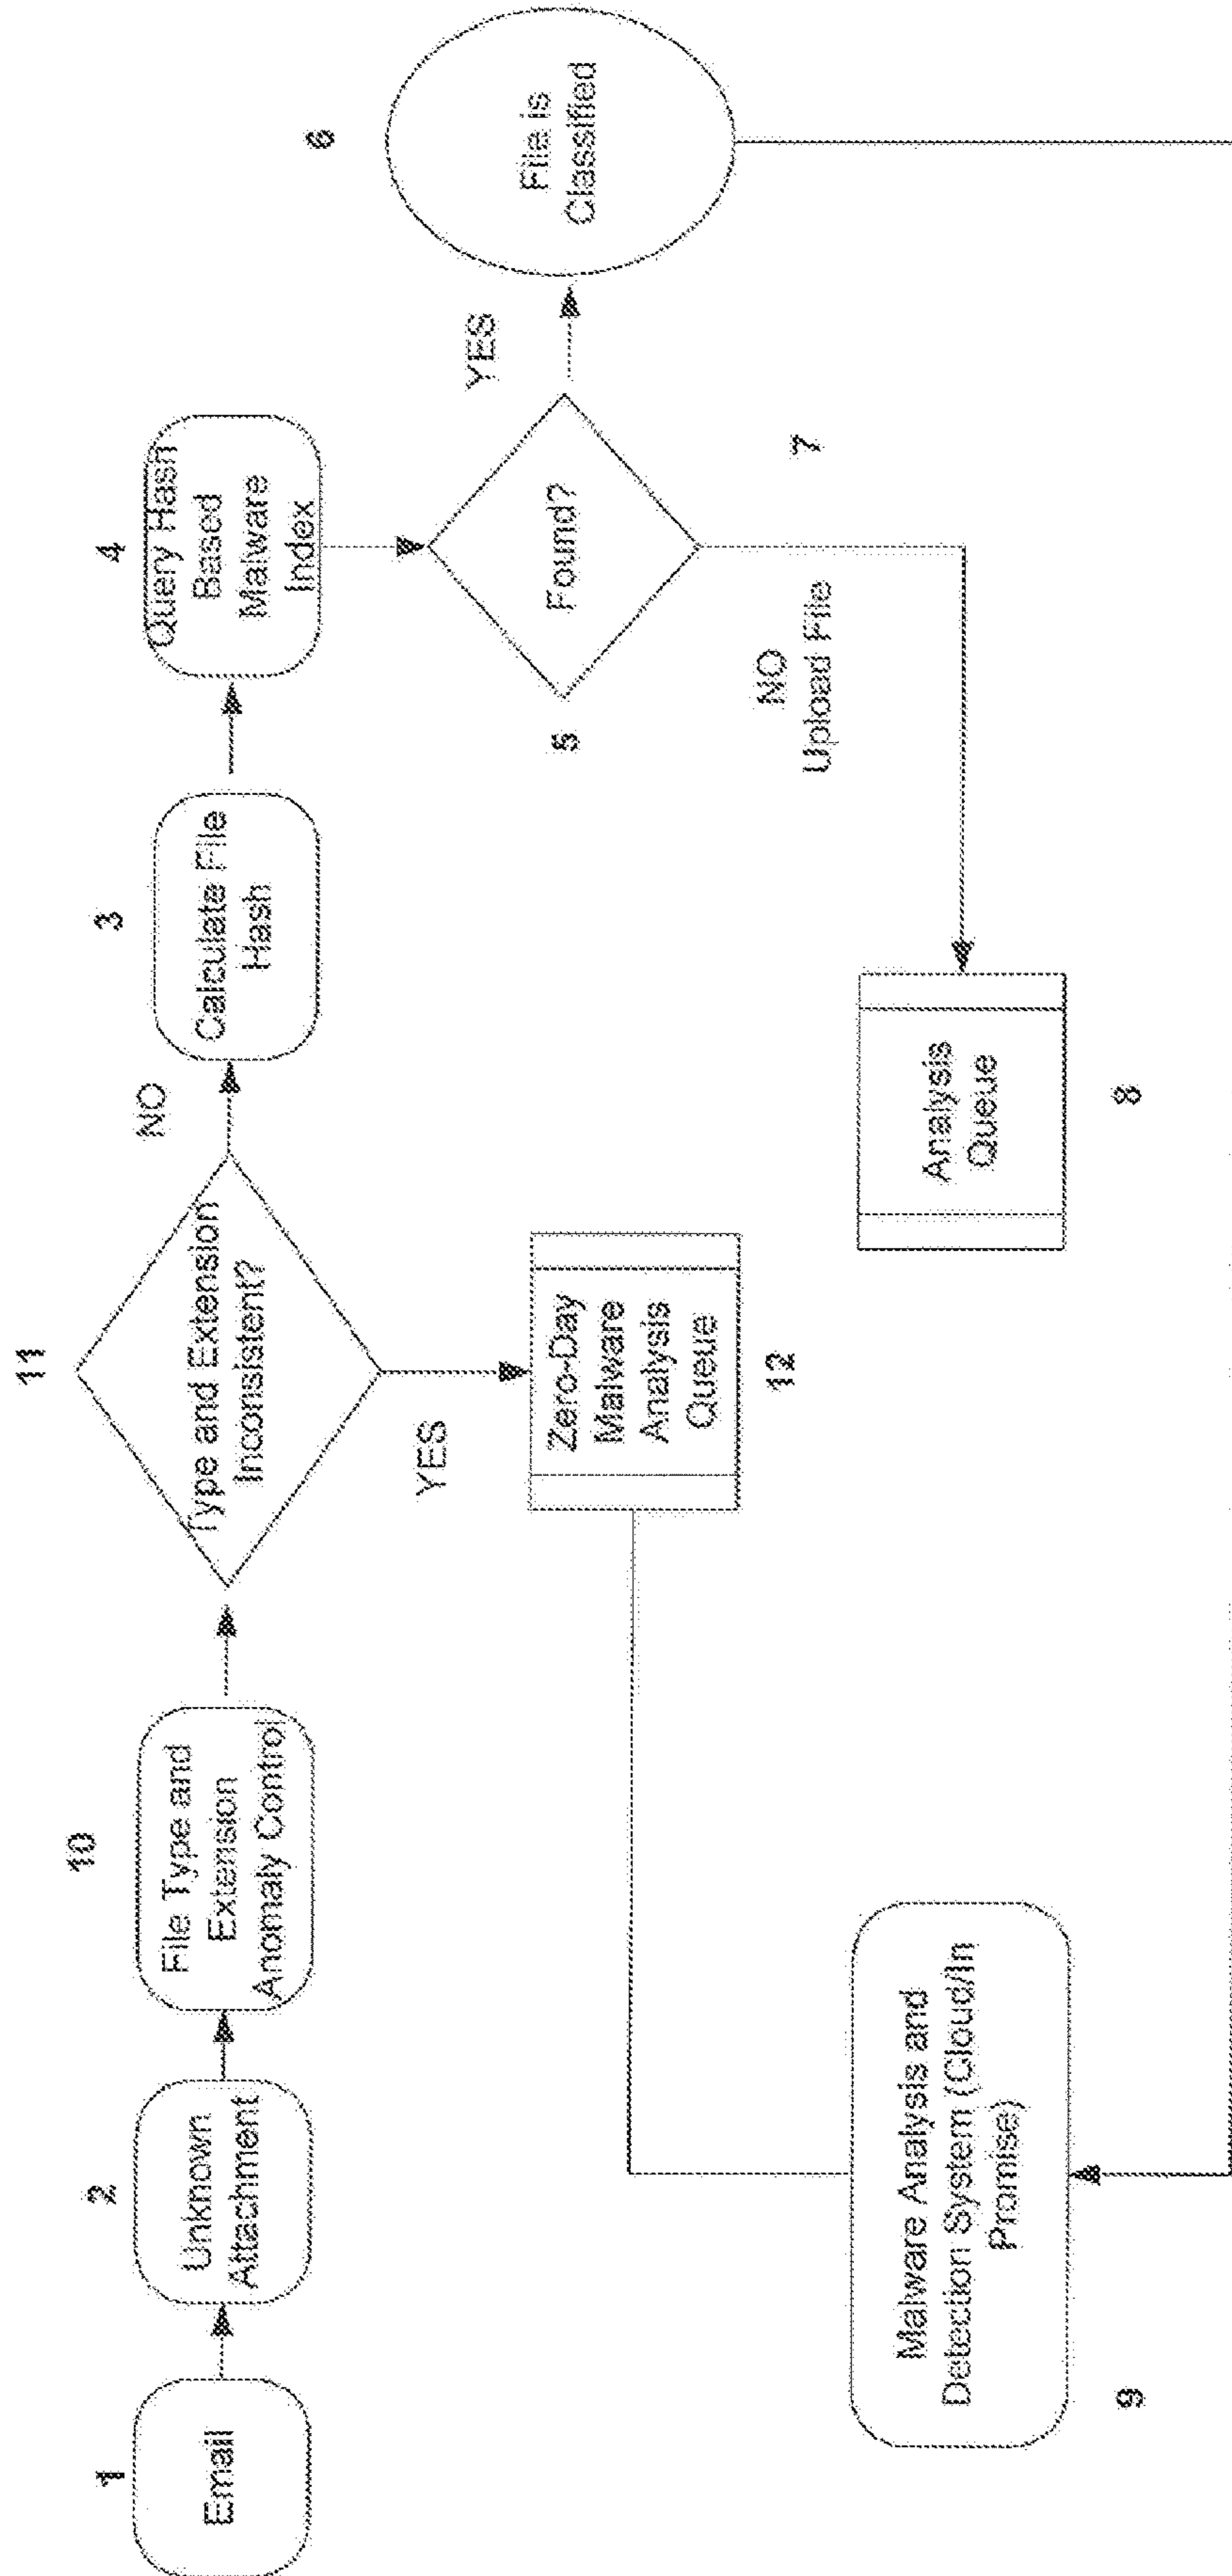 1
Email
2
Unknown
Attachment
10
File Type and
Extension
Anomaly Control
11
Type and Extension
Inconsistent?
NO
YES
3
Calculate File
Hash
4
Query Hash
Based
Malware
Index
5
Found?
YES
6
File is
Classified
7
NO
Upload File
12
Zero-Day
Malware
Analysis
Queue
8
Analysis
Queue
9
Malware Analysis and
Detection System (Cloud/In
Promise)